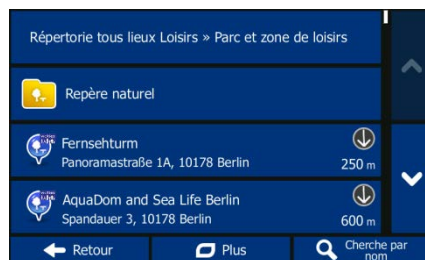 Répertorie tous lieux Loisirs » Parc et zone de loisirs
Repère naturel
Fernsehturm
Panoramastraße 1A, 10178 Berlin
250 m
AquaDom and Sea Life Berlin
Spandauer 3, 10178 Berlin
600 m
Retour
Plus
Cherche par
nom